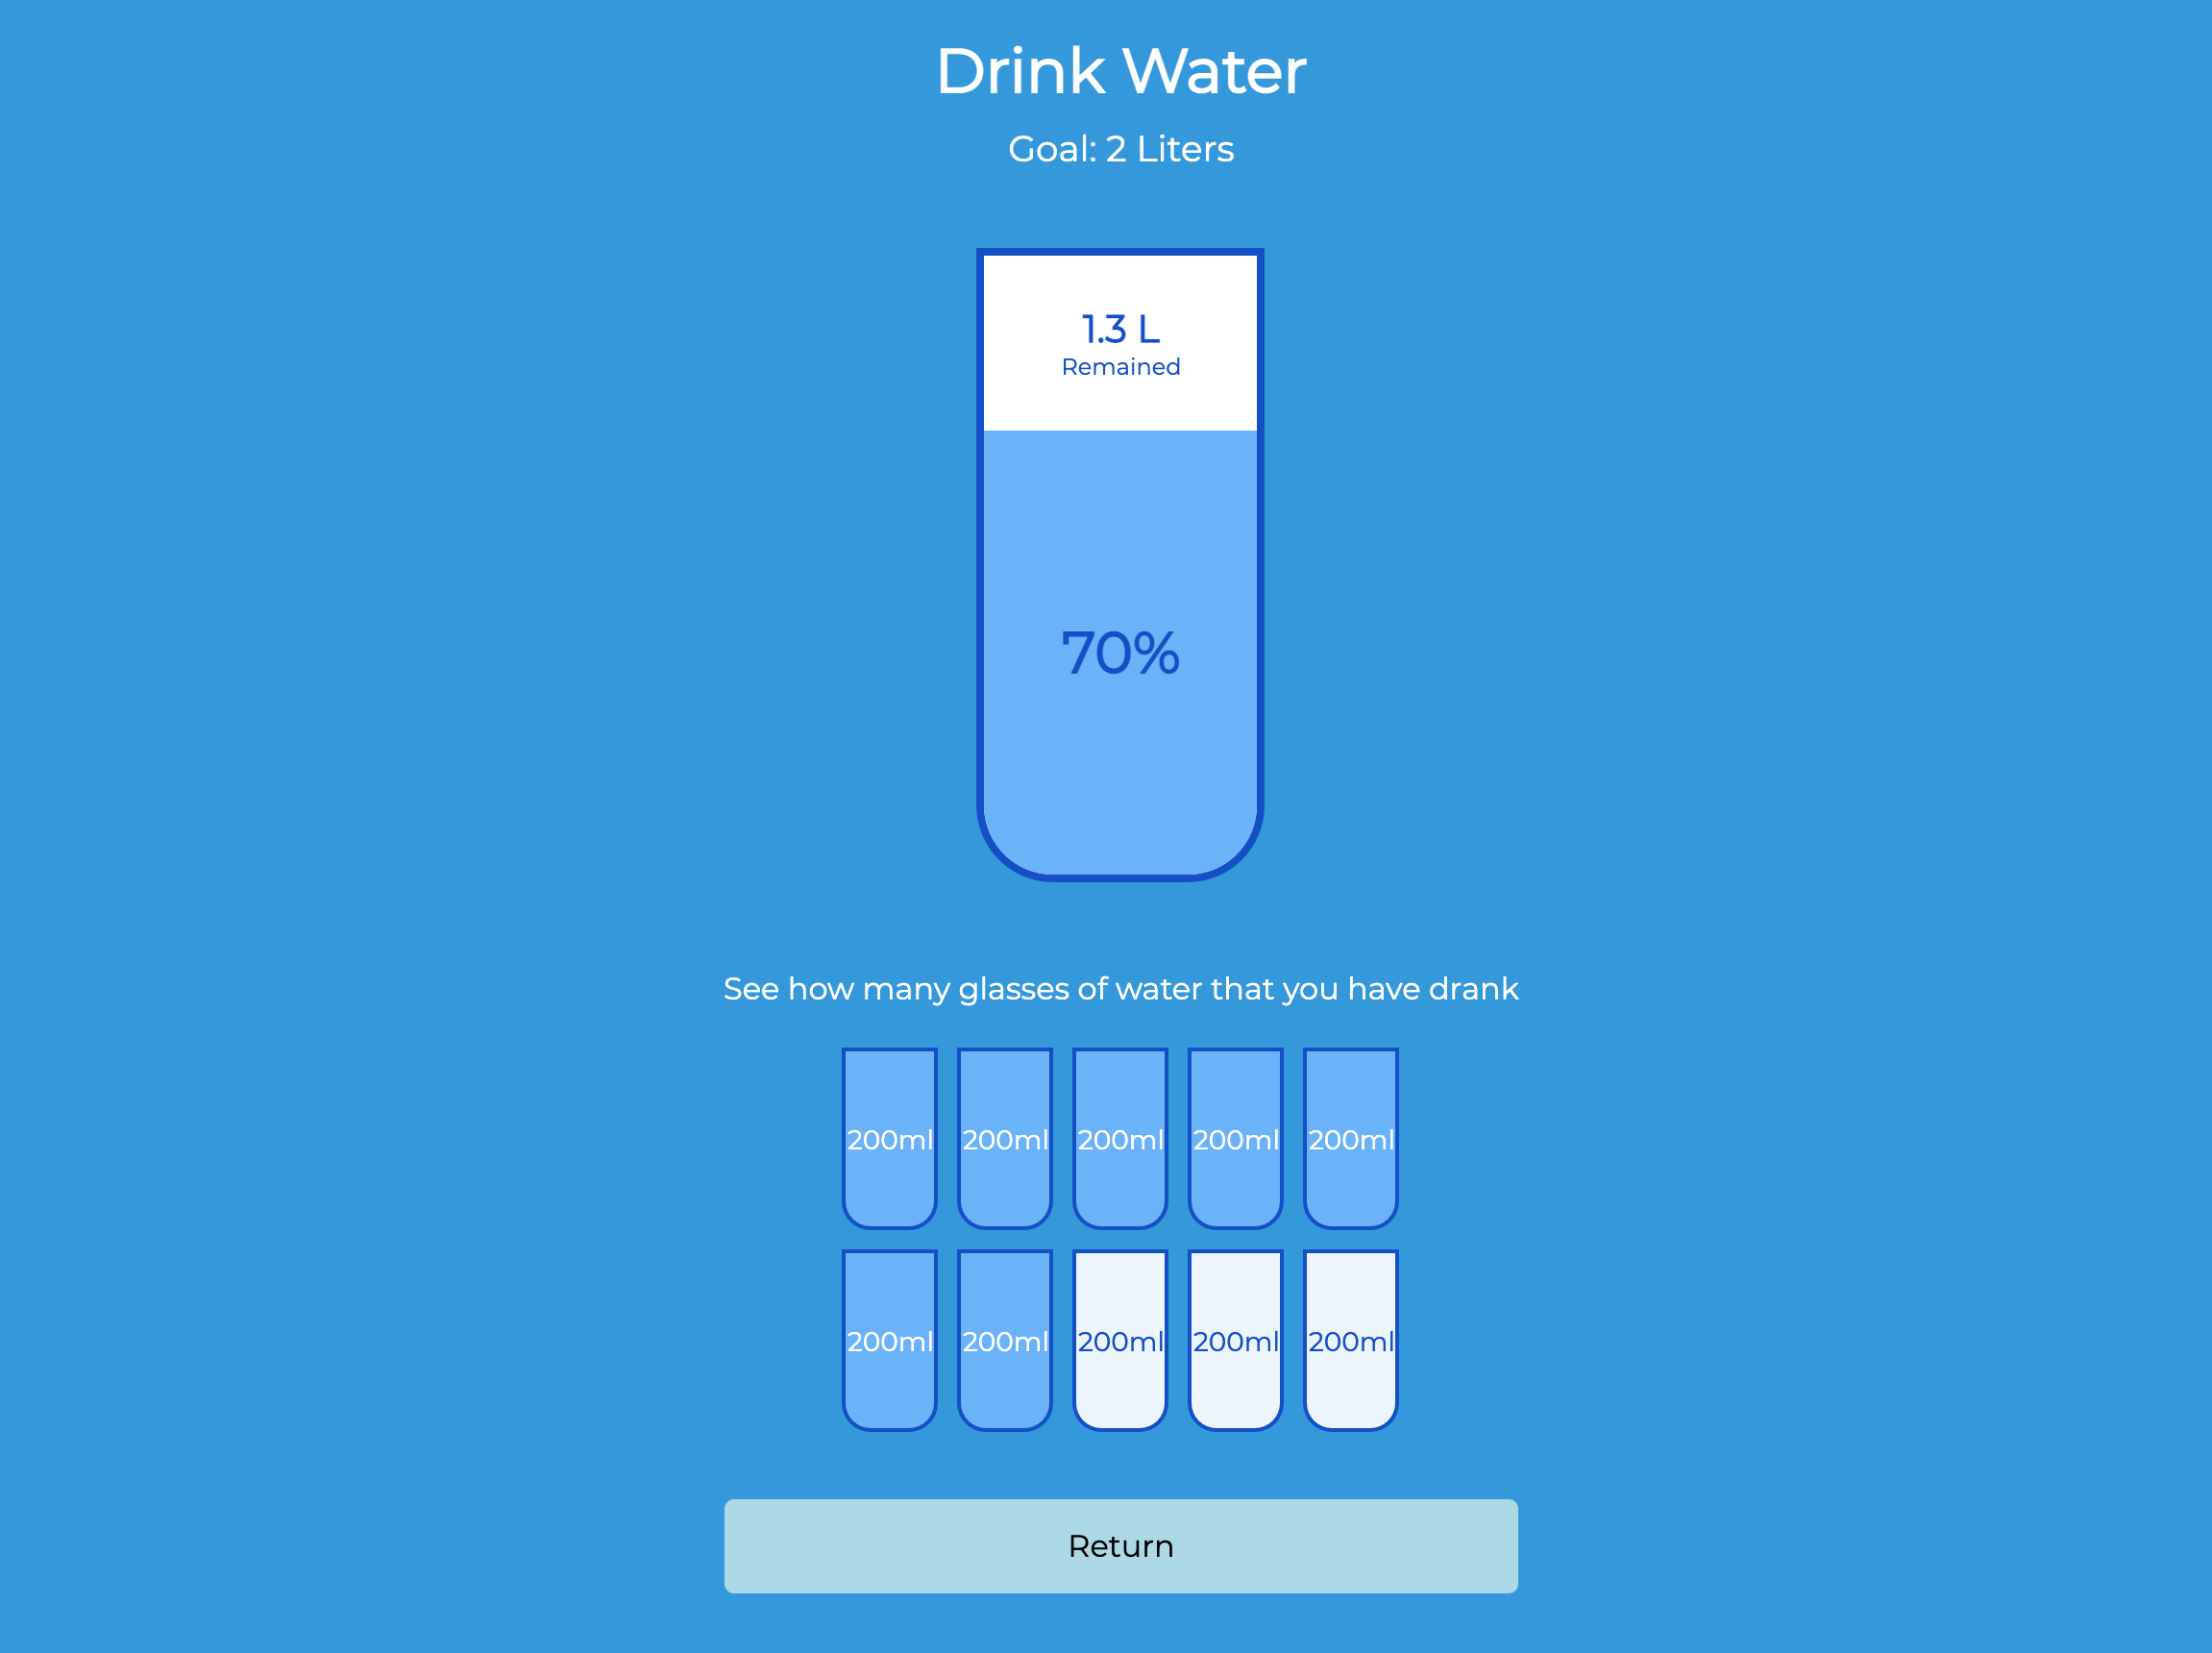 Drink Water
Goal: 2 Liters
1.3 L
Remained
70%
See how many glasses of water that you have drank
200ml 200ml 200ml 200ml 200ml
200ml 200ml 200ml 200ml 200ml
Return